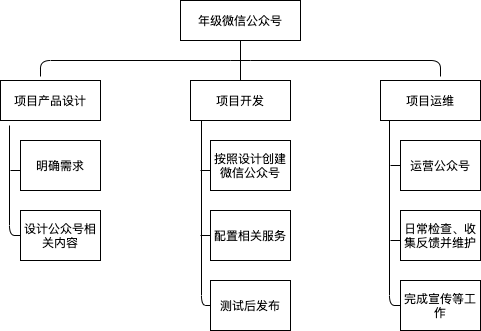 年级微信公众号
项目产品设计
项目开发
项目运维
明确需求
按照设计创建
微信公众号
运营公众号
设计公众号相
关内容
配置相关服务
日常检查、收
集反馈并维护
测试后发布
完成宣传等工
作